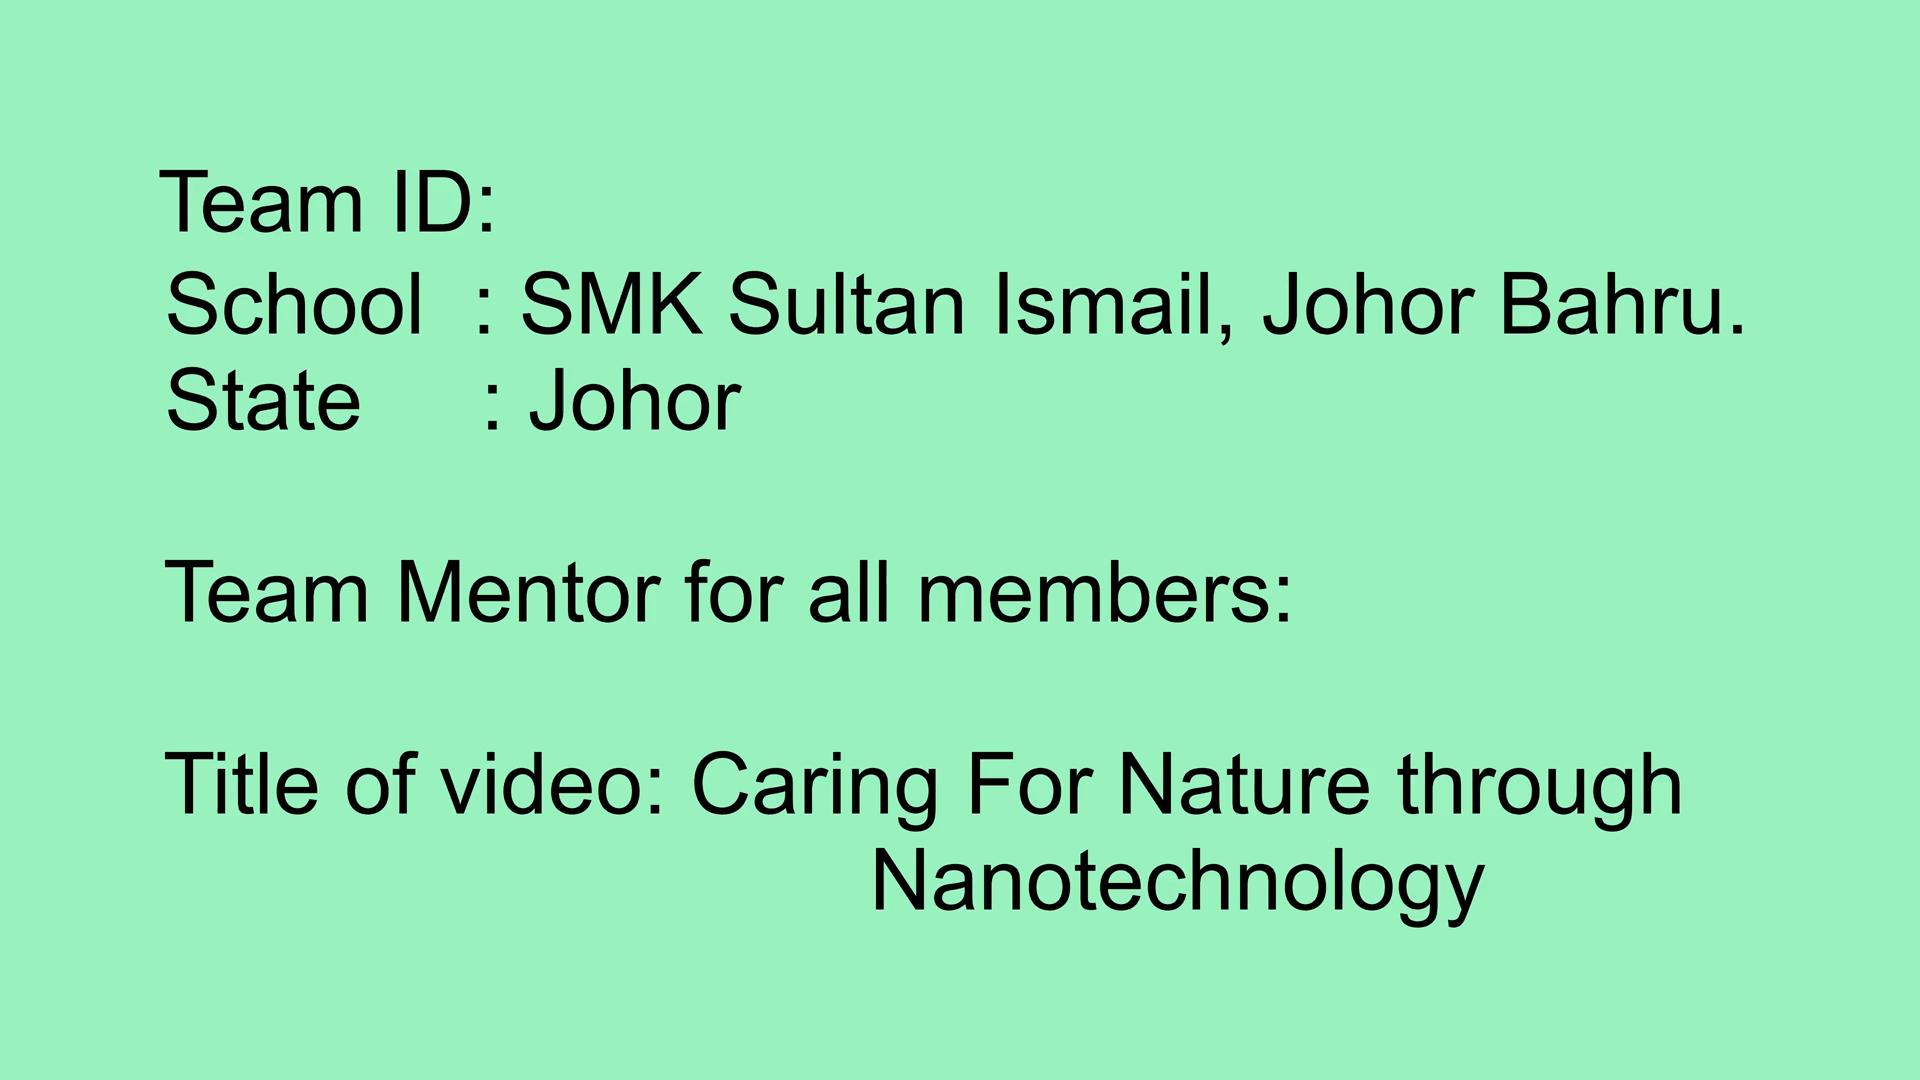 Team ID:
School : SMK Sultan Ismail, Johor Bahru.
State : Johor
Team Mentor for all members:
Title of video: Caring For Nature through
Nanotechnology